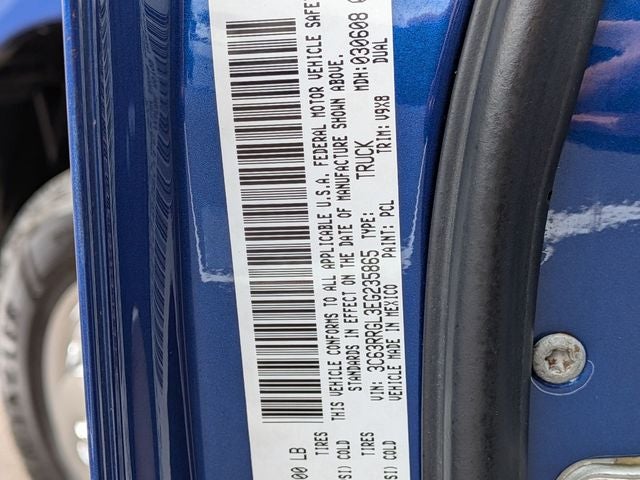 THIS VEHICLE CONFORMS TO ALL APPLICABLE U.S.A. FEDERAL MOTOR VEHICLE SAFE
STANDARDS IN EFFECT ON THE DATE OF MANUFACTURE SHOWN ABOVE.
VIN: 3C63RRGL3EG235865 TYPE: TRUCK MDH:030608
VEHICLE MADE IN MEXICO PAINT: PCL TRIM: V9X8 DUAL
00 LB
TIRES
SI) COLD
TIRES
SI) COLD